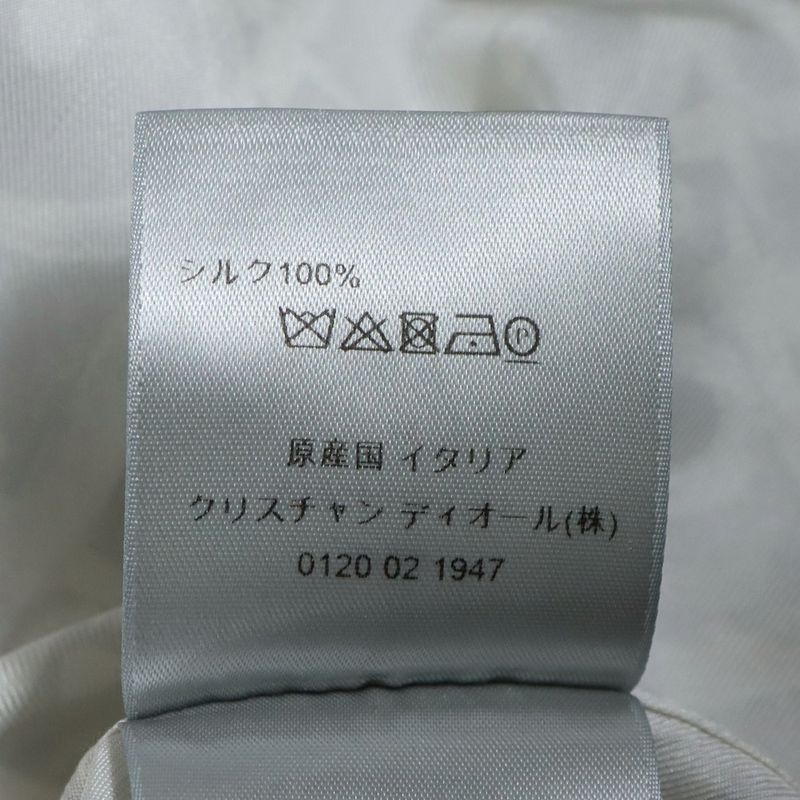 シルク100%
P
原産国 イタリア
クリスチャン ディオール(株)
0120 02 1947